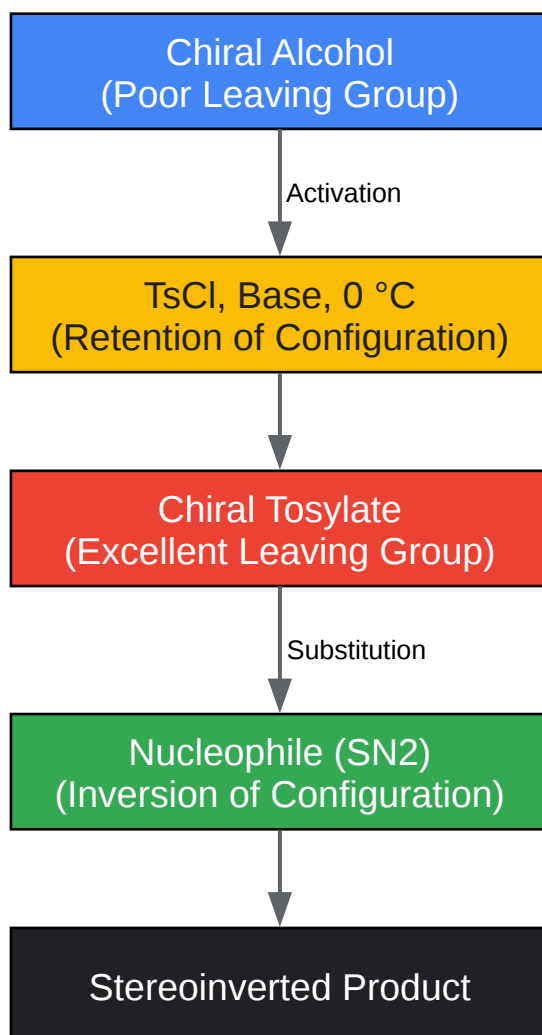 Chiral Alcohol
(Poor Leaving Group)
Activation
TsCl, Base, 0 °C
(Retention of Configuration)
Chiral Tosylate
(Excellent Leaving Group)
Substitution
Nucleophile (SN2)
(Inversion of Configuration)
Stereoinverted Product